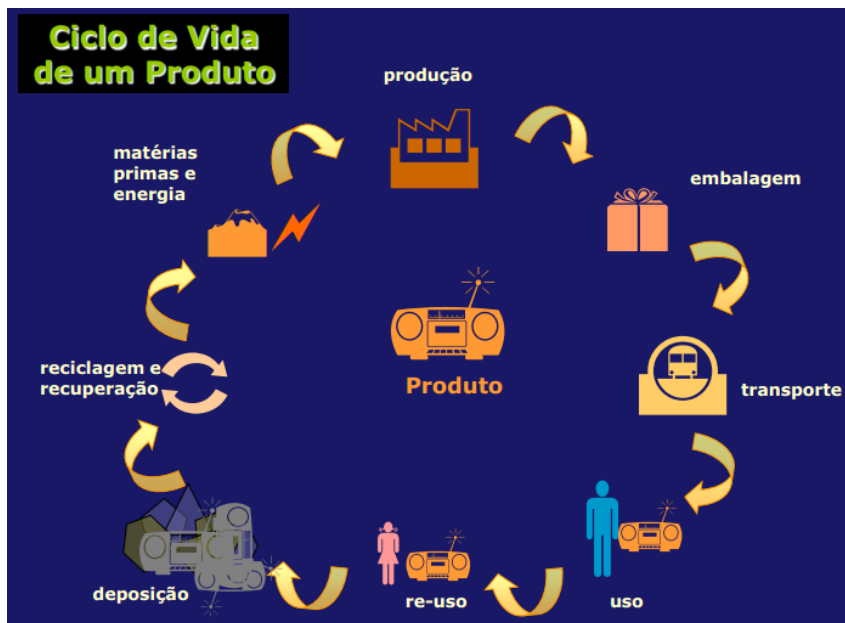 Ciclo de Vida
de um Produto
produção
matérias
primas e
energia
embalagem
Produto
transporte
reciclagem e
recuperação
deposição
re-uso
uso